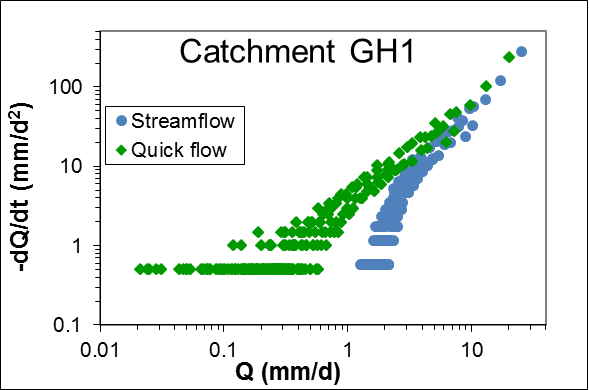 Catchment GH1
100
10
1
0.1
-dQ/dt (mm/d²)
Streamflow
Quick flow
0.01 0.1 1 10
Q (mm/d)